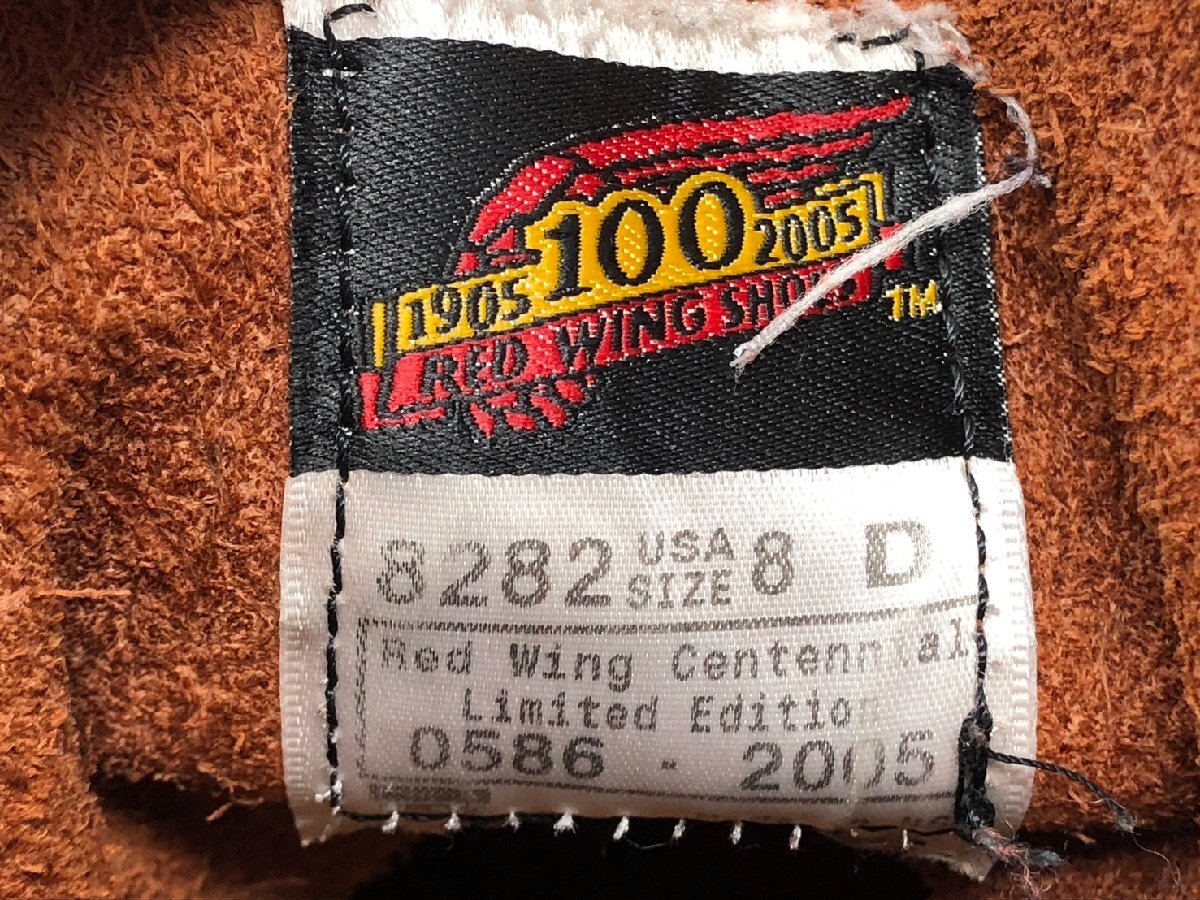 1905 100 2005
RED WING SHOES TM
8282 USA SIZE 8 D
Red Wing Centennial
Limited Edition
0586 - 2005